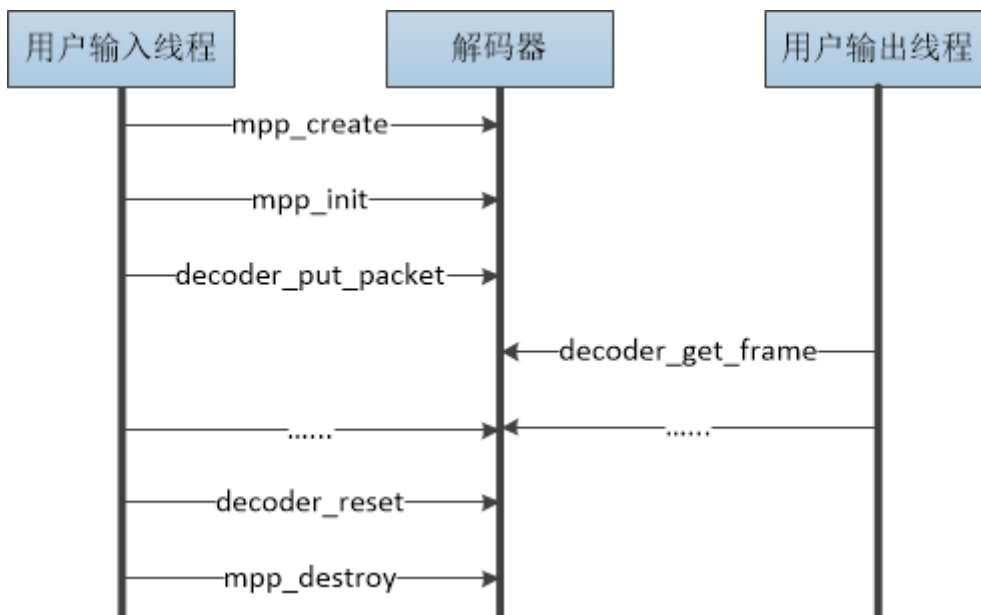 用户输入线程
解码器
用户输出线程
mpp_create
mpp_init
decoder_put_packet
decoder_get_frame
......
......
decoder_reset
mpp_destroy